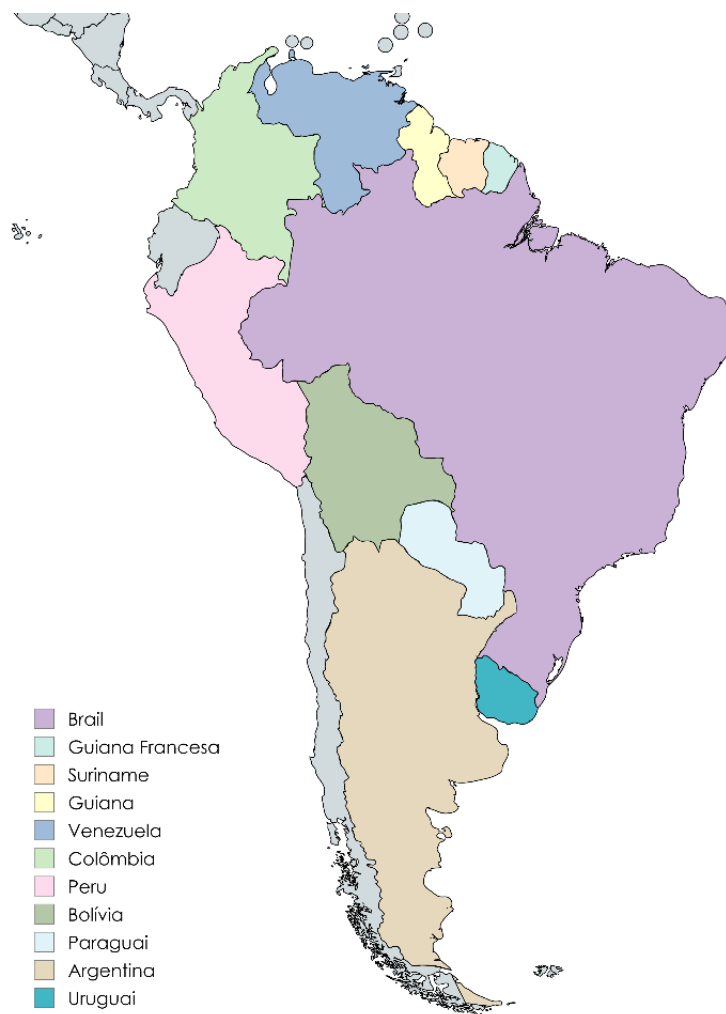 Brail
Guiana Francesa
Suriname
Guiana
Venezuela
Colômbia
Peru
Bolívia
Paraguai
Argentina
Uruguai